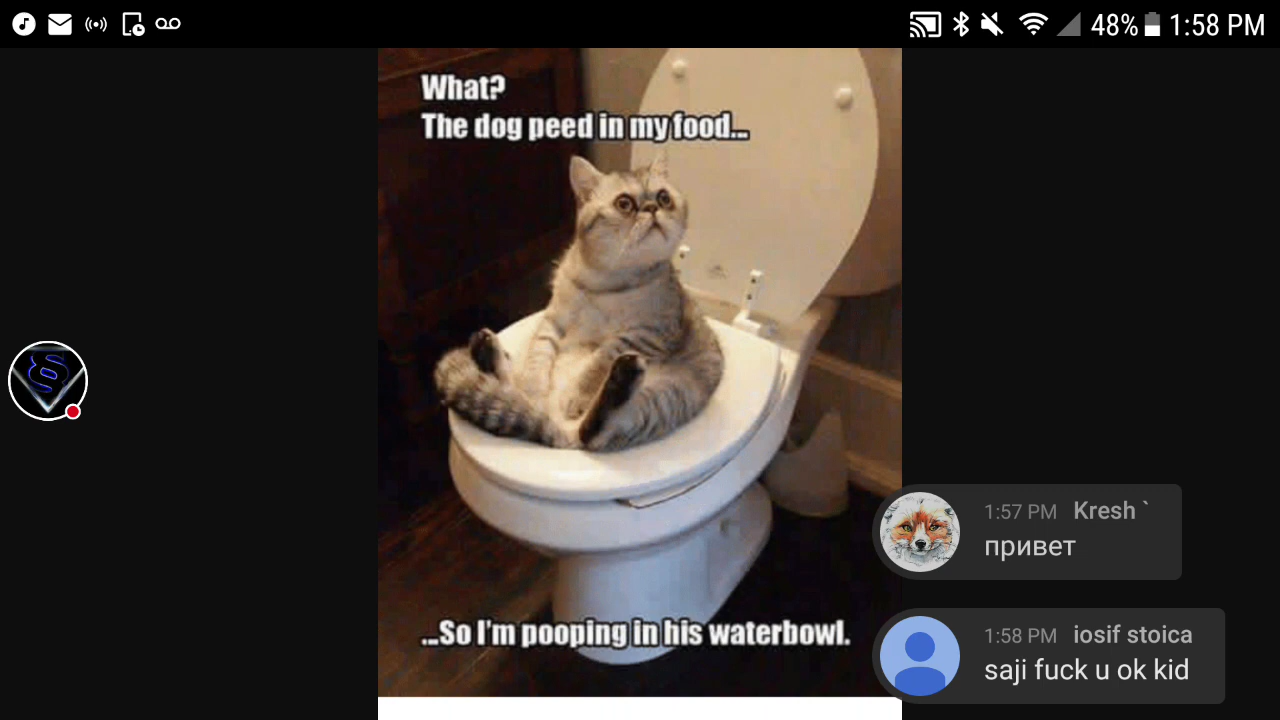 48% 1:58 PM
What?
The dog peed in my food...
...So I'm pooping in his waterbowl.
1:57 PM Kresh `
привет
1:58 PM iosif stoica
saji fuck u ok kid